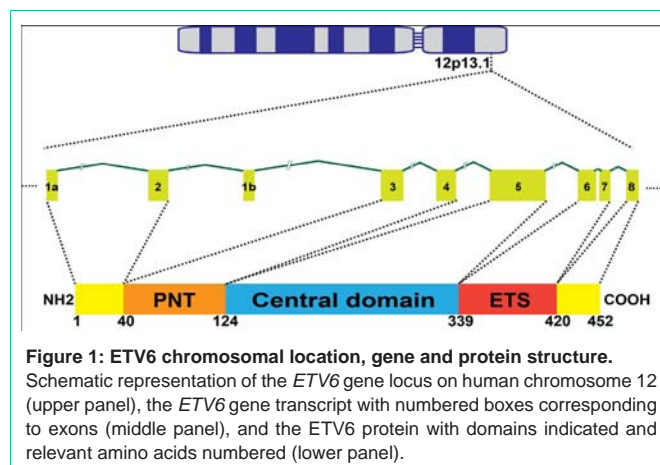 12p13.1
1a 2 1b 3 4 5 6 7 8
NH2 PNT Central domain ETS COOH
1 40 124 339 420 452
Figure 1: ETV6 chromosomal location, gene and protein structure.
Schematic representation of the ETV6 gene locus on human chromosome 12
(upper panel), the ETV6 gene transcript with numbered boxes corresponding
to exons (middle panel), and the ETV6 protein with domains indicated and
relevant amino acids numbered (lower panel).